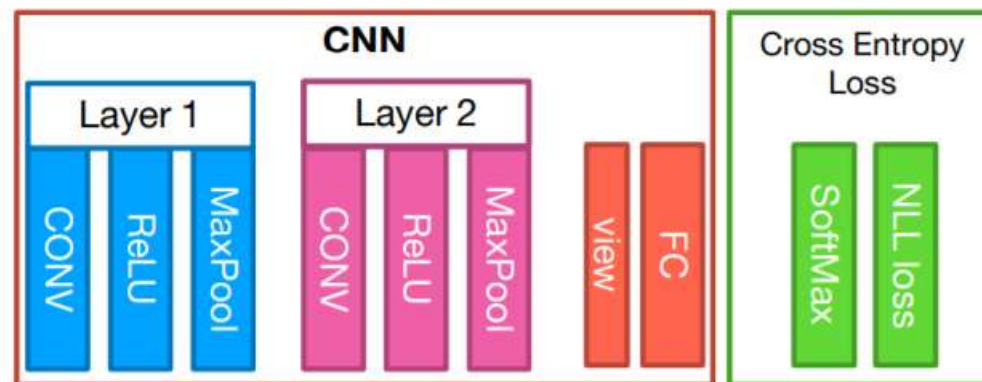 CNN
Layer 1
CONV
ReLU
MaxPool
Layer 2
CONV
ReLU
MaxPool
view
FC
Cross Entropy
Loss
SoftMax
NLL loss